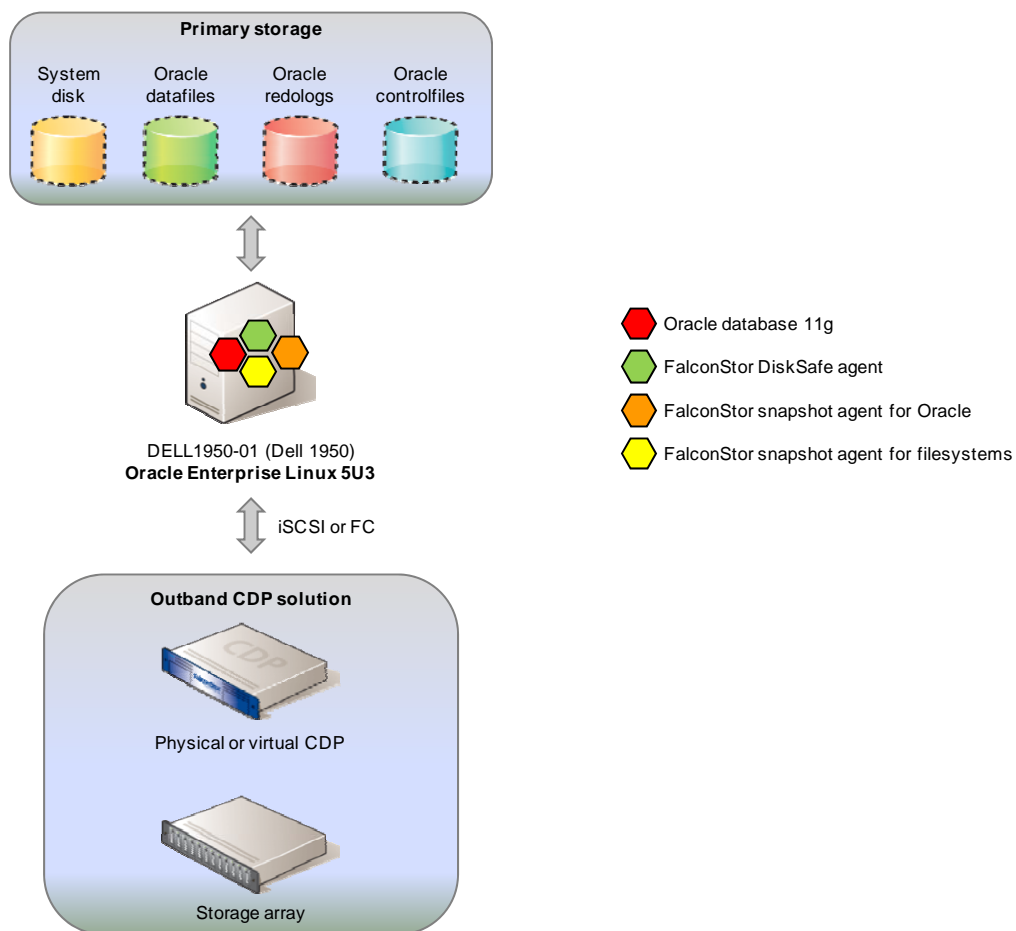 Primary storage
System
disk
Oracle
datafiles
Oracle
redologs
Oracle
controlfiles
DELL1950-01 (Dell 1950)
Oracle Enterprise Linux 5U3
iSCSI or FC
Oracle database 11g
FalconStor DiskSafe agent
FalconStor snapshot agent for Oracle
FalconStor snapshot agent for filesystems
Outband CDP solution
CDP
FalconStor
Physical or virtual CDP
Storage array